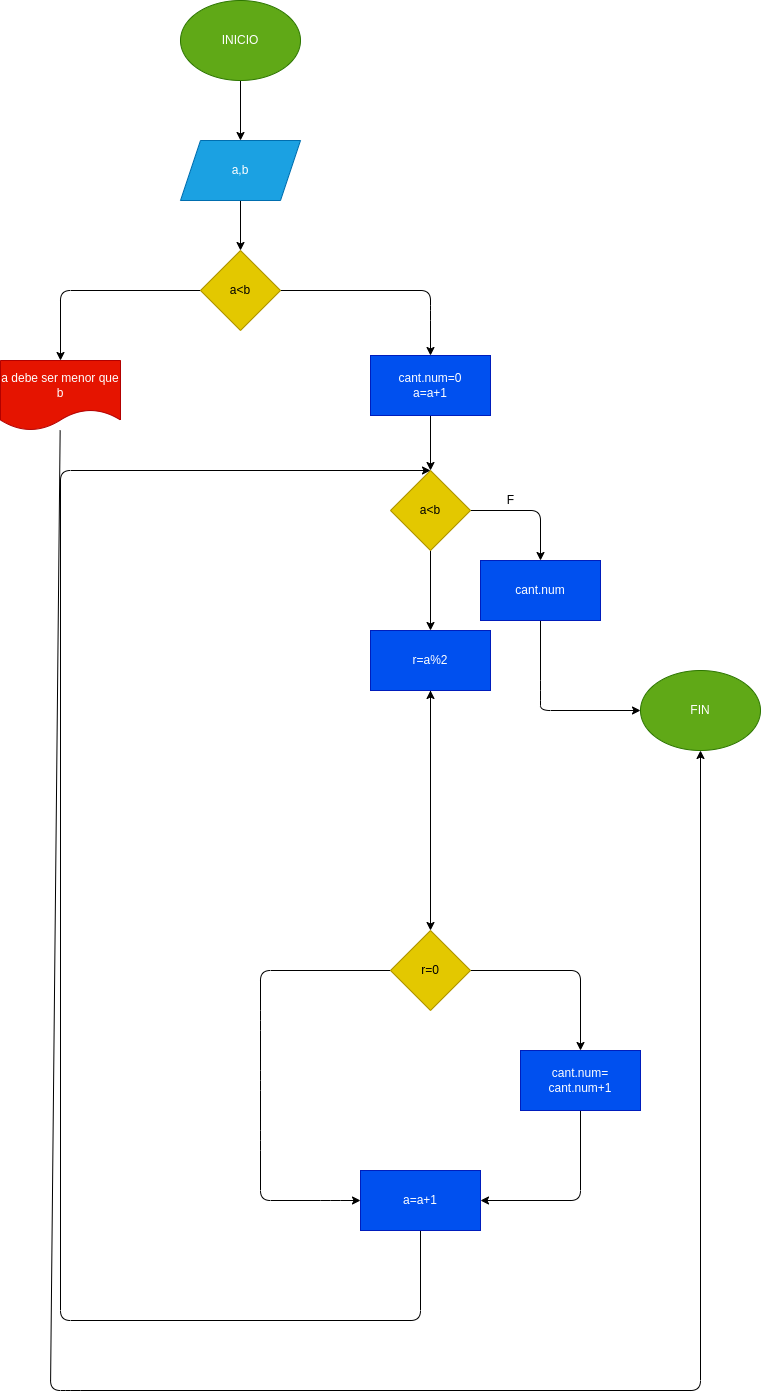 INICIO
a,b
a<b
a debe ser menor que
b
cant.num=0
a=a+1
a<b
F
cant.num
r=a%2
FIN
r=0
cant.num=
cant.num+1
a=a+1